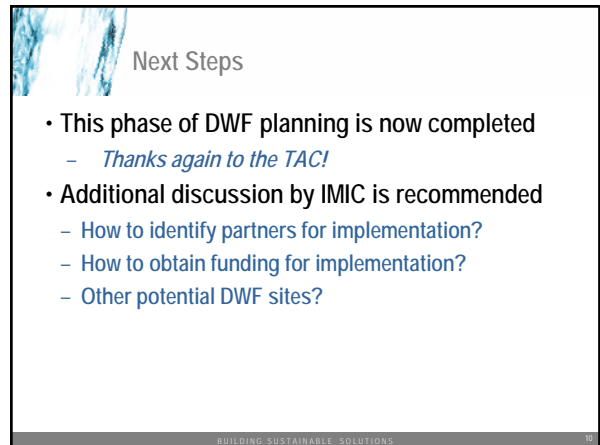 Next Steps
• This phase of DWF planning is now completed
– Thanks again to the TAC!
• Additional discussion by IMIC is recommended
– How to identify partners for implementation?
– How to obtain funding for implementation?
– Other potential DWF sites?
BUILDING SUSTAINABLE SOLUTIONS
10